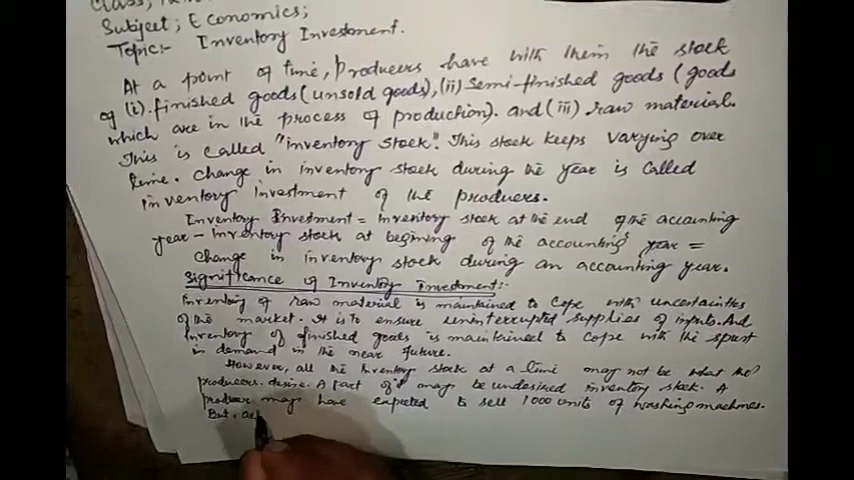 Class,
Subject; Economics;
Topic:- Inventory Investment.
At a point of time, Producers have with them the stock
of (i). finished goods (unsold goods), (ii) Semi-finished goods (goods
which are in the process of production). and (iii) raw material.
This is called "inventory stock". This stock keeps varying over
time. Change in inventory stock during the year is called
inventory investment of the producers.
Inventory Investment = inventory stock at the end of the accounting
year - inventory stock at begining of the accounting year =
Change in inventory stock during an accounting year.
Significance of Inventory Investment:-
Inventory of raw material is maintained to Cope with uncertainties
of the market. It is to ensure uninterrupted supplies of inputs. And
Inventory of finished goods is maintained to cope with the spurt
in demand in the near future.
However, all the Inventory stock at a time may not be what the
producers desire. A Part of it may be undesired inventory stock. A
producer may have expected to sell 1000 units of washing machines.
But,